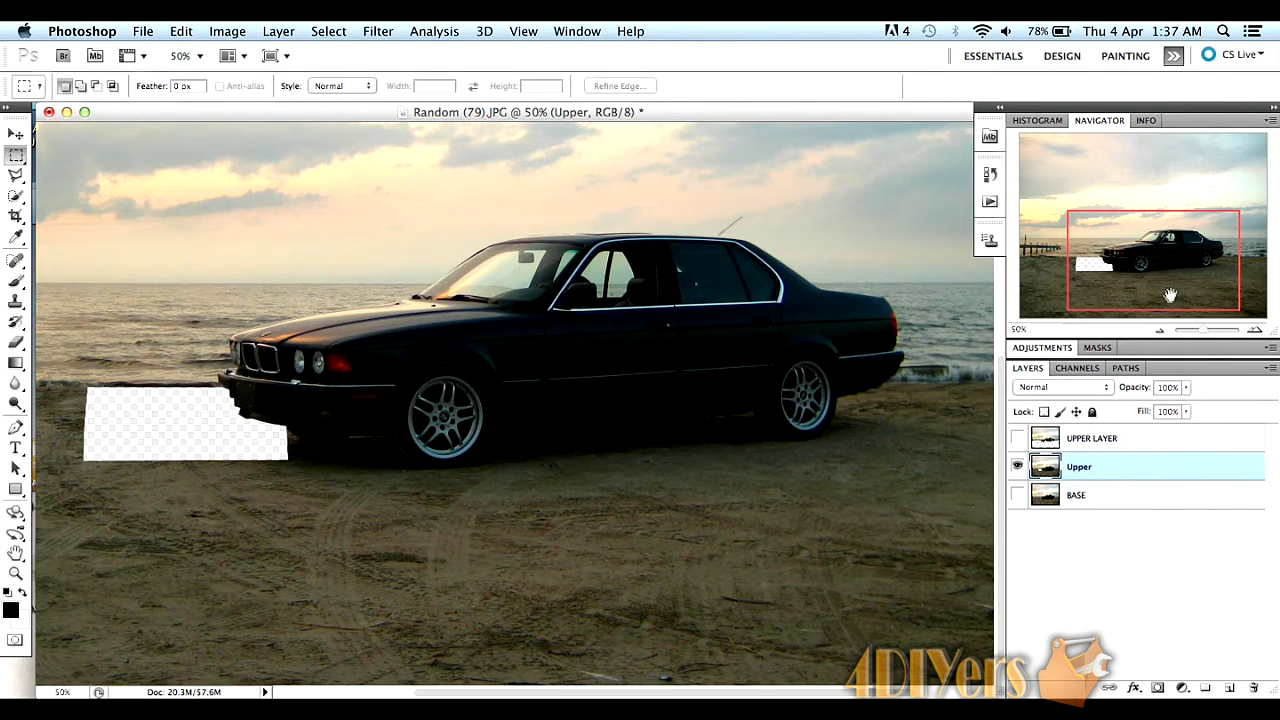 Photoshop File Edit Image Layer Select Filter Analysis 3D View Window Help 4 78% Thu 4 Apr 1:37 AM
Ps Br Mb 50% ESSENTIALS DESIGN PAINTING CS Live
Feather: 0 px Anti-alias Style: Normal Width: Height: Refine Edge...
Random (79).JPG @ 50% (Upper, RGB/8) *
HISTOGRAM NAVIGATOR INFO
Mb
50%
ADJUSTMENTS MASKS
LAYERS CHANNELS PATHS
Normal Opacity: 100%
Lock: Fill: 100%
UPPER LAYER
Upper
BASE
T
4DIYers
50% Doc: 20.3M/57.6M
fx